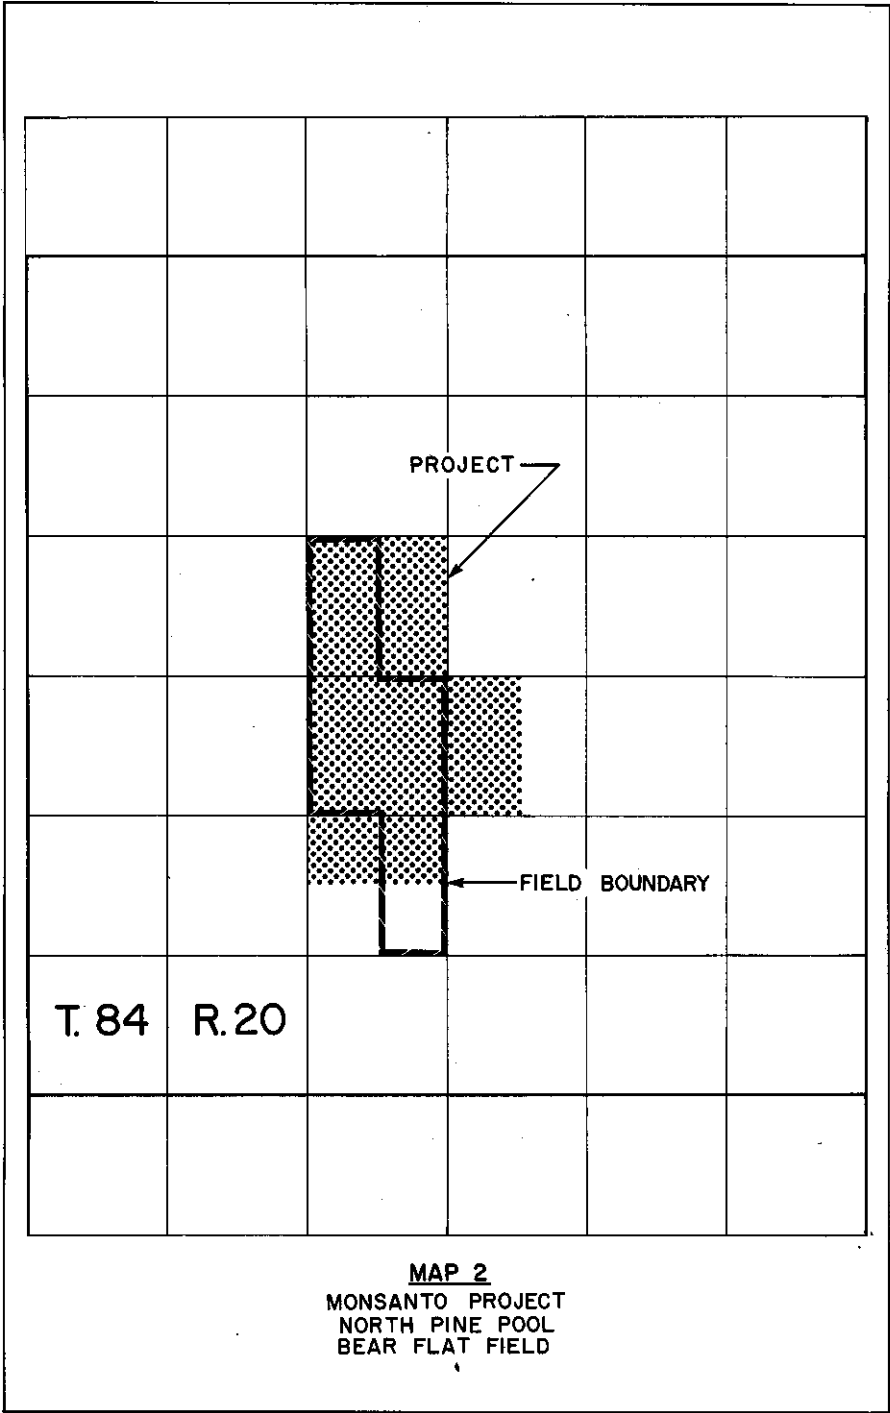 PROJECT
FIELD BOUNDARY
T. 84 R. 20
MAP 2
MONSANTO PROJECT
NORTH PINE POOL
BEAR FLAT FIELD